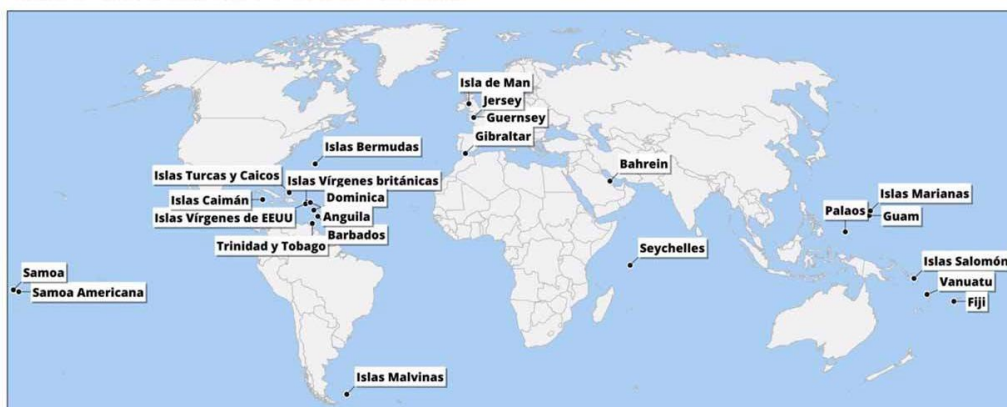 Isla de Man
Jersey
Guernsey
Gibraltar
Islas Bermudas
Bahrein
Islas Turcas y Caicos
Islas Vírgenes británicas
Islas Caimán
Dominica
Islas Vírgenes de EEUU
Anguila
Barbados
Trinidad y Tobago
Islas Marianas
Palaos
Guam
Seychelles
Islas Salomón
Samoa
Samoa Americana
Vanuatu
Fiji
Islas Malvinas